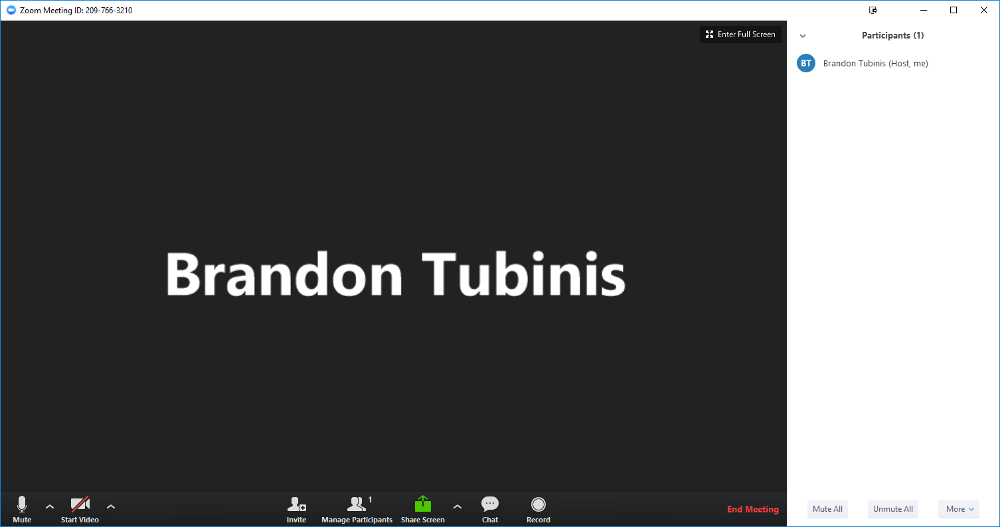 Zoom Meeting ID: 209-766-3210
Enter Full Screen
Participants (1)
BT Brandon Tubinis (Host, me)
Brandon Tubinis
1
Mute Start Video Invite Manage Participants Share Screen Chat Record
End Meeting
Mute All Unmute All More